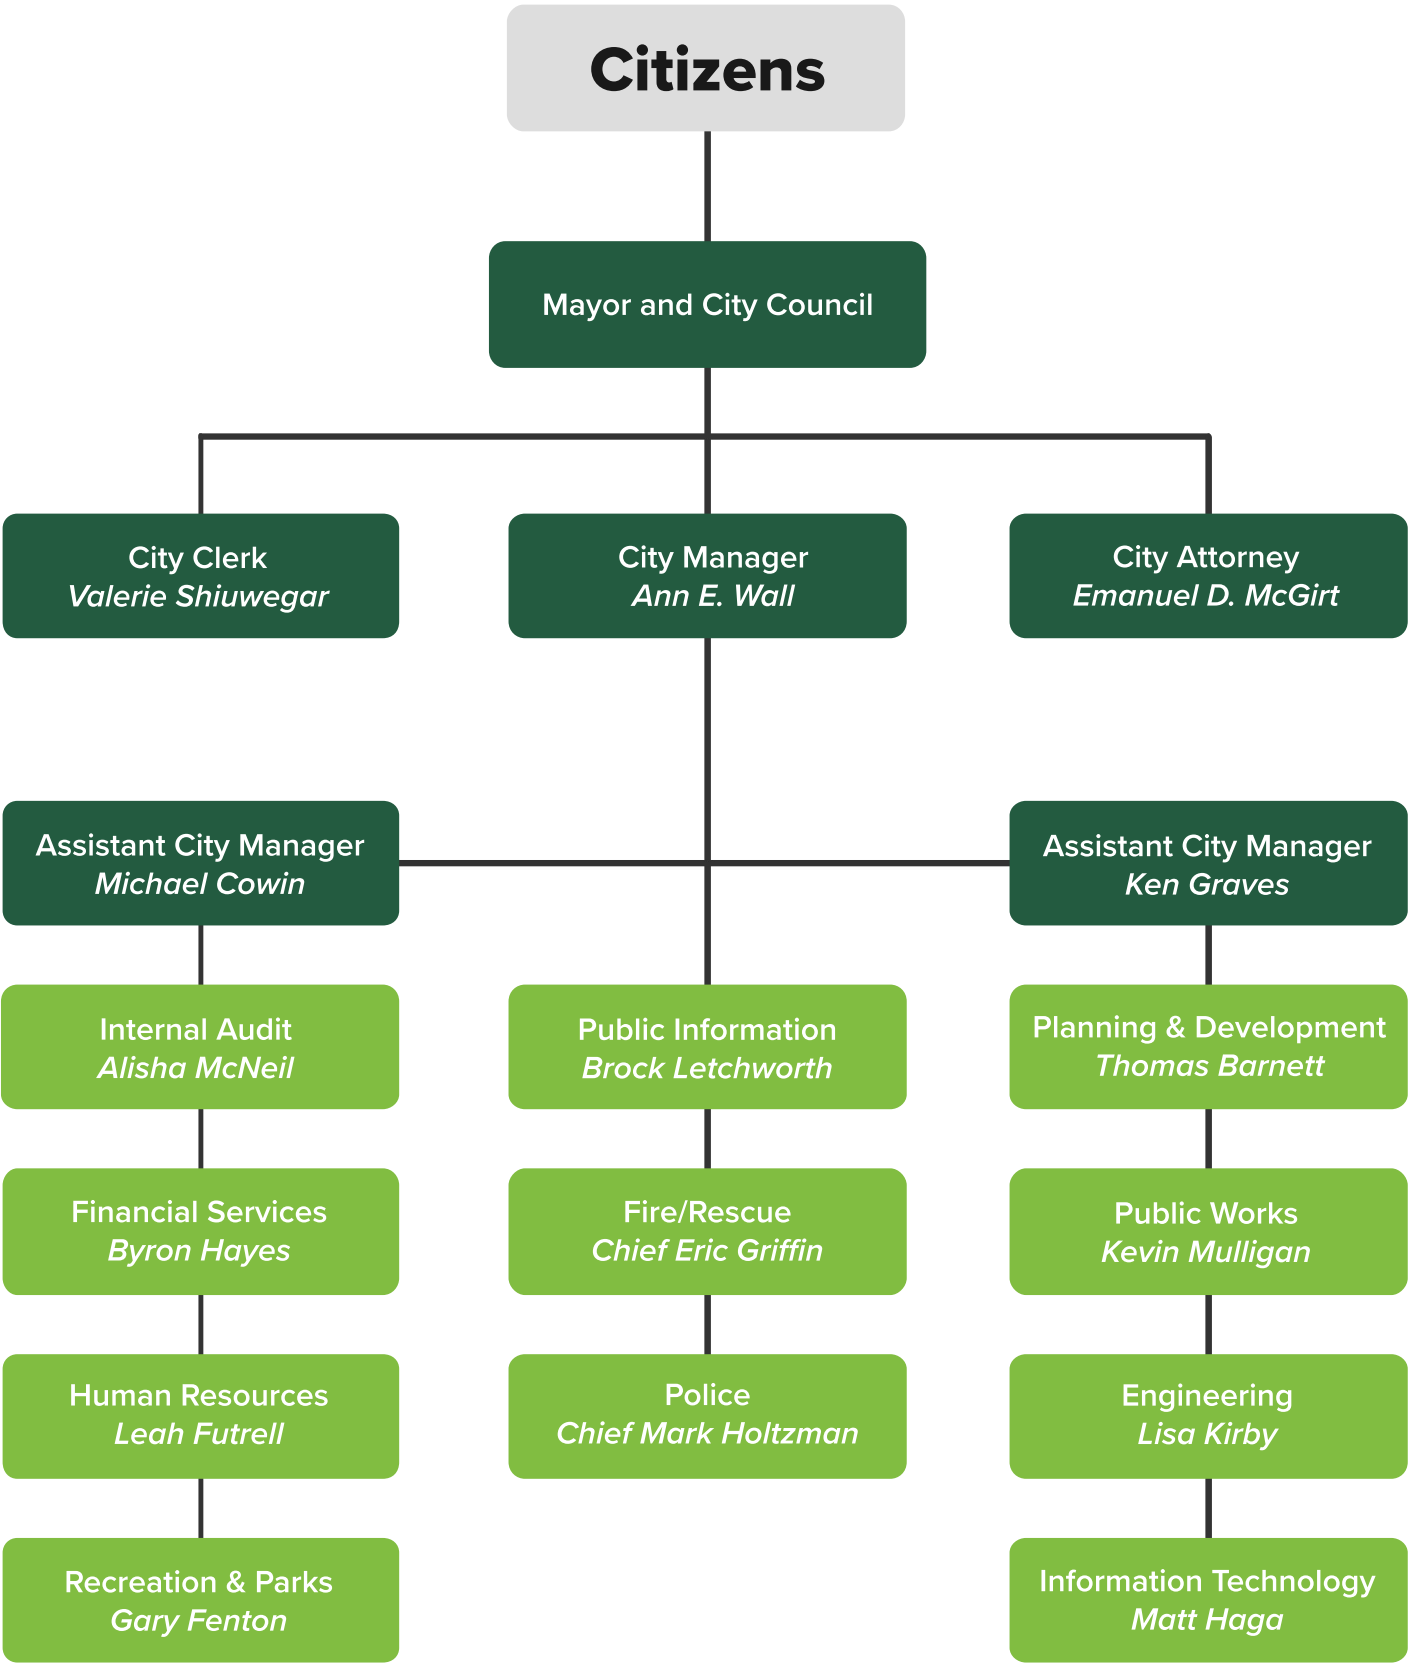 Citizens
Mayor and City Council
City Clerk
Valerie Shiuwegar
City Manager
Ann E. Wall
City Attorney
Emanuel D. McGirt
Assistant City Manager
Michael Cowin
Assistant City Manager
Ken Graves
Internal Audit
Alisha McNeil
Public Information
Brock Letchworth
Planning & Development
Thomas Barnett
Financial Services
Byron Hayes
Fire/Rescue
Chief Eric Griffin
Public Works
Kevin Mulligan
Human Resources
Leah Futrell
Police
Chief Mark Holtzman
Engineering
Lisa Kirby
Recreation & Parks
Gary Fenton
Information Technology
Matt Haga